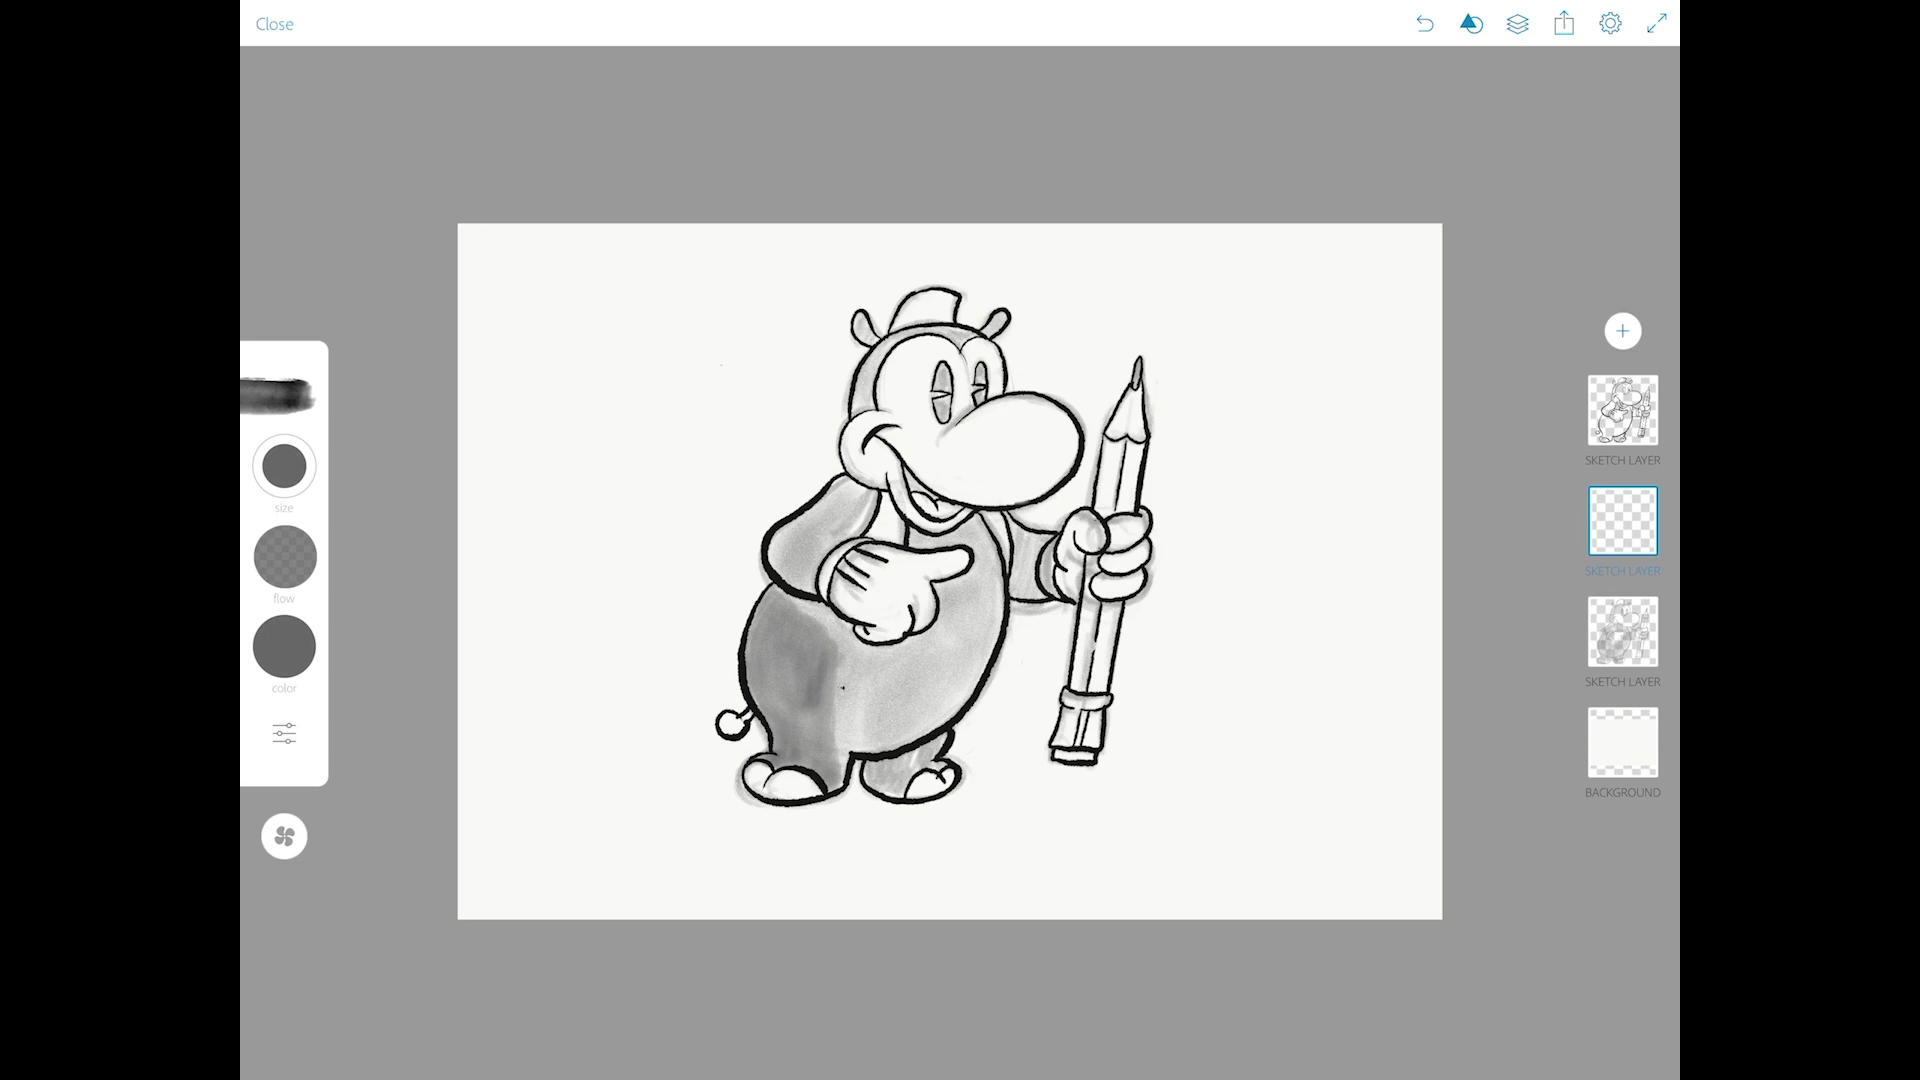 Close
size
flow
color
SKETCH LAYER
SKETCH LAYER
SKETCH LAYER
BACKGROUND